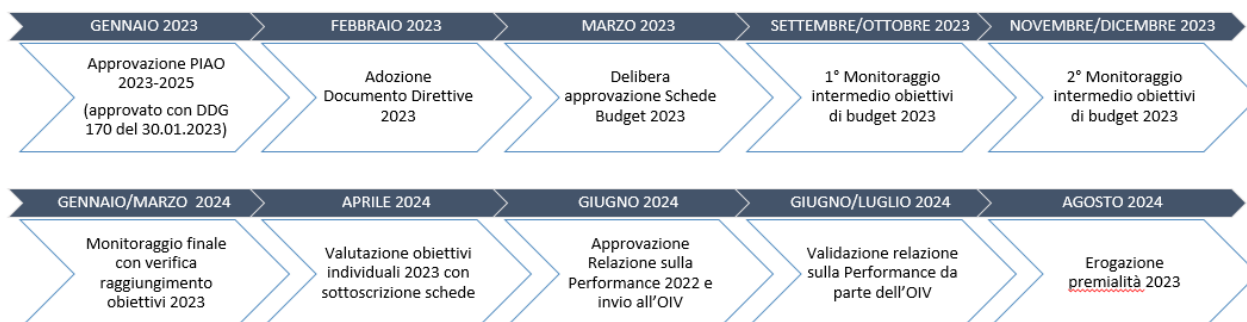 GENNAIO 2023
Approvazione PIAO
2023-2025
(approvato con DDG
170 del 30.01.2023)
FEBBRAIO 2023
Adozione
Documento Direttive
2023
MARZO 2023
Delibera
approvazione Schede
Budget 2023
SETTEMBRE/OTTOBRE 2023
1° Monitoraggio
intermedio obiettivi
di budget 2023
NOVEMBRE/DICEMBRE 2023
2° Monitoraggio
intermedio obiettivi
di budget 2023
GENNAIO/MARZO 2024
Monitoraggio finale
con verifica
raggiungimento
obiettivi 2023
APRILE 2024
Valutazione obiettivi
individuali 2023 con
sottoscrizione schede
GIUGNO 2024
Approvazione
Relazione sulla
Performance 2022 e
invio all'OIV
GIUGNO/LUGLIO 2024
Validazione relazione
sulla Performance da
parte dell'OIV
AGOSTO 2024
Erogazione
premialità 2023